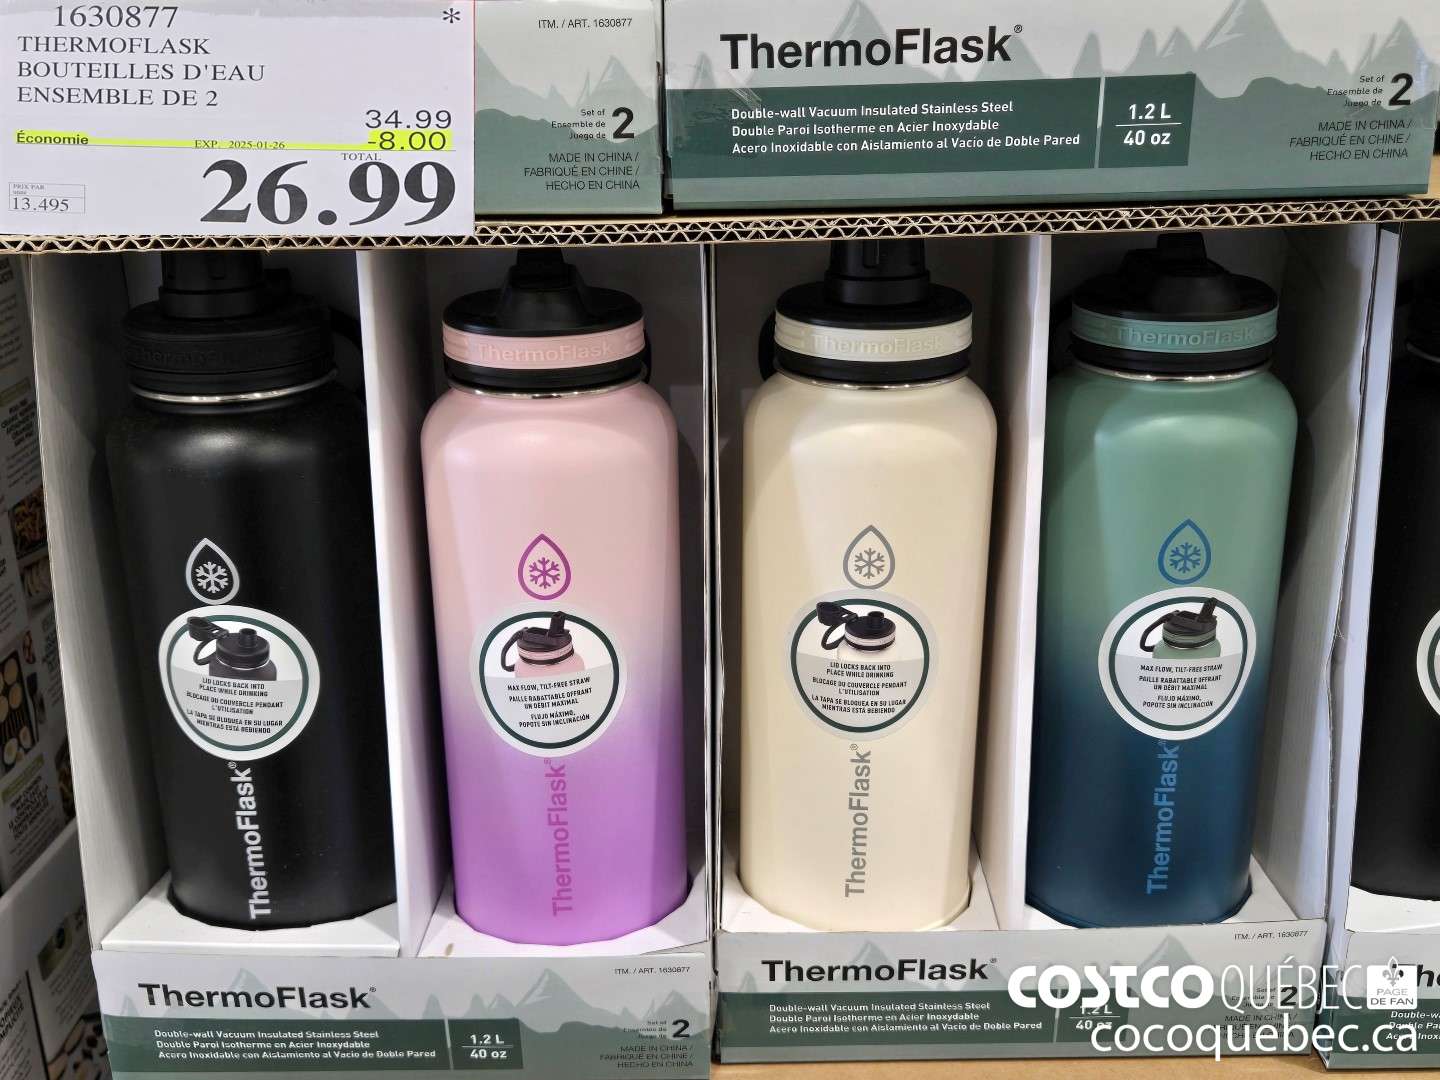 1630877 *
THERMOFLASK
BOUTEILLES D'EAU
ENSEMBLE DE 2
34.99
Économie -8.00
EXP. 2025-01-26
TOTAL
26.99
PRIX PAR
13.495
ITM. / ART. 1630877
Set of
Ensemble de
Juego de
2
MADE IN CHINA /
FABRIQUÉ EN CHINE /
HECHO EN CHINA
ThermoFlask®
Double-wall Vacuum Insulated Stainless Steel
Double Paroi Isotherme en Acier Inoxydable
Acero Inoxidable con Aislamiento al Vacío de Doble Pared
1.2 L
40 oz
Set of
Ensemble de
Juego de
2
MADE IN CHINA /
FABRIQUÉ EN CHINE /
HECHO EN CHINA
ThermoFlask
ThermoFlask
ThermoFlask
ThermoFlask
LID LOCKS BACK INTO
PLACE WHILE DRINKING
BLOCAGE DU COUVERCLE PENDANT
L'UTILISATION
LA TAPA SE BLOQUEA EN SU LUGAR
MIENTRAS ESTÁ BEBIENDO
ThermoFlask®
MAX FLOW, TILT-FREE STRAW
PAILLE RABATTABLE OFFRANT
UN DÉBIT MAXIMAL
FLUJO MÁXIMO,
POPOTE SIN INCLINACIÓN
ThermoFlask®
LID LOCKS BACK INTO
PLACE WHILE DRINKING
BLOCAGE DU COUVERCLE PENDANT
L'UTILISATION
LA TAPA SE BLOQUEA EN SU LUGAR
MIENTRAS ESTÁ BEBIENDO
ThermoFlask®
MAX FLOW, TILT-FREE STRAW
PAILLE RABATTABLE OFFRANT
UN DÉBIT MAXIMAL
FLUJO MÁXIMO,
POPOTE SIN INCLINACIÓN
ThermoFlask®
ITM. / ART. 1630877
ThermoFlask®
Double-wall Vacuum Insulated Stainless Steel
Double Paroi Isotherme en Acier Inoxydable
Acero Inoxidable con Aislamiento al Vacío de Doble Pared
1.2 L
40 oz
Set of
Ensemble de
Juego de
2
MADE IN CHINA /
FABRIQUÉ EN CHINE /
HECHO EN CHINA
ITM. / ART. 1630877
ThermoFlask®
Double-wall Vacuum Insulated Stainless Steel
Double Paroi Isotherme en Acier Inoxydable
Acero Inoxidable con Aislamiento al Vacío de Doble Pared
1.2 L
40 oz
2
COSTCO QUÉBEC
PAGE
DE FAN
cocoquebec.ca